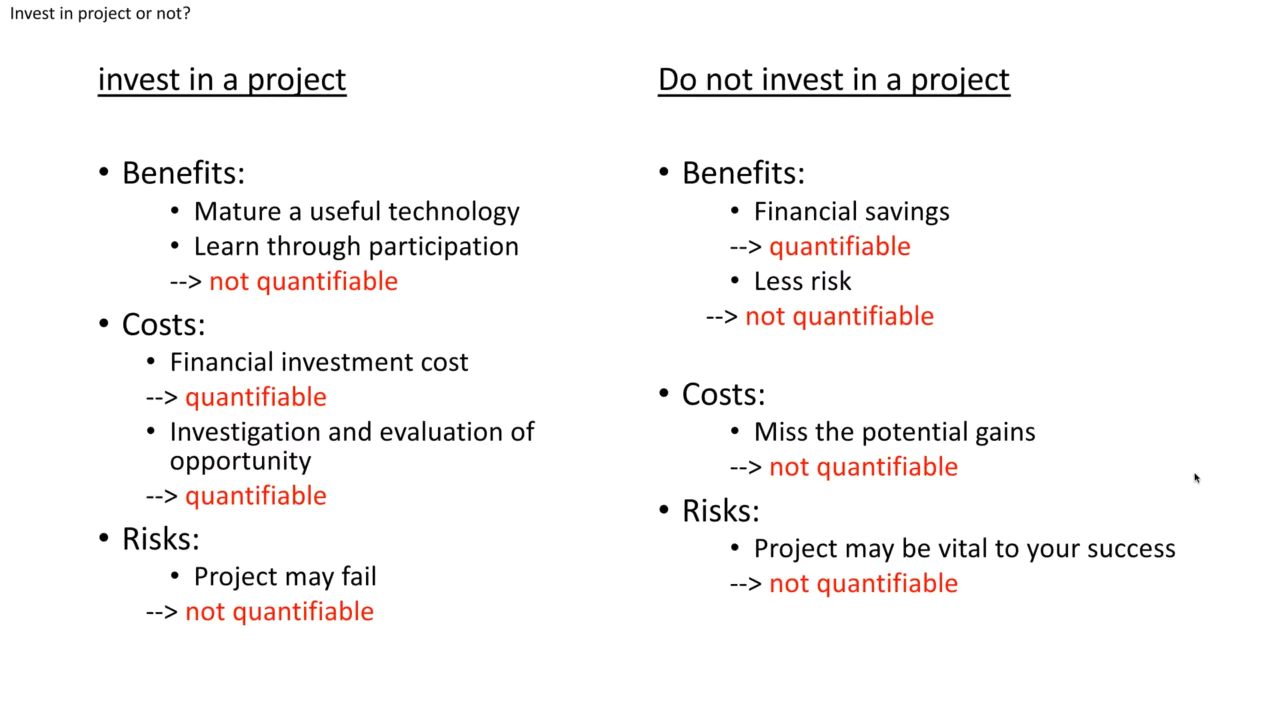 Invest in project or not?
invest in a project
• Benefits:
• Mature a useful technology
• Learn through participation
--> not quantifiable
• Costs:
• Financial investment cost
--> quantifiable
• Investigation and evaluation of
opportunity
--> quantifiable
• Risks:
• Project may fail
--> not quantifiable
Do not invest in a project
• Benefits:
• Financial savings
--> quantifiable
• Less risk
--> not quantifiable
• Costs:
• Miss the potential gains
--> not quantifiable
• Risks:
• Project may be vital to your success
--> not quantifiable